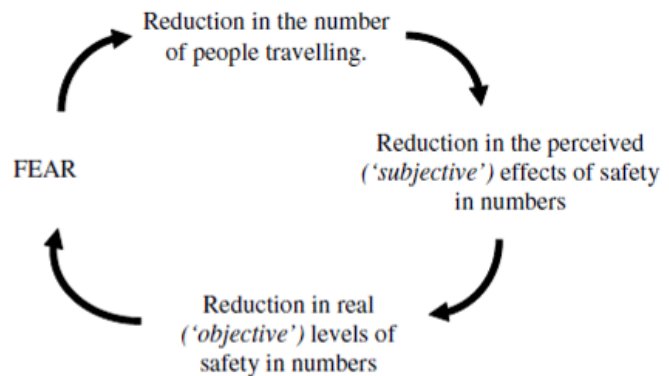 Reduction in the number
of people travelling.
FEAR
Reduction in the perceived
(‘subjective’) effects of safety
in numbers
Reduction in real
(‘objective’) levels of
safety in numbers